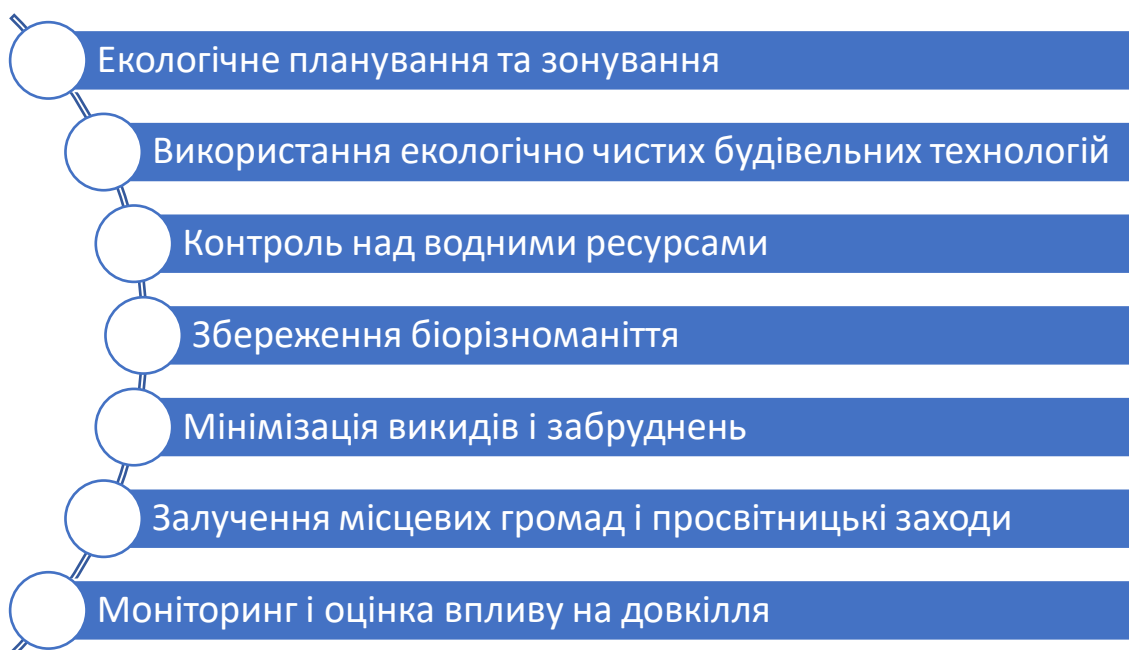 Екологічне планування та зонування
Використання екологічно чистих будівельних технологій
Контроль над водними ресурсами
Збереження біорізноманіття
Мінімізація викидів і забруднень
Залучення місцевих громад і просвітницькі заходи
Моніторинг і оцінка впливу на довкілля